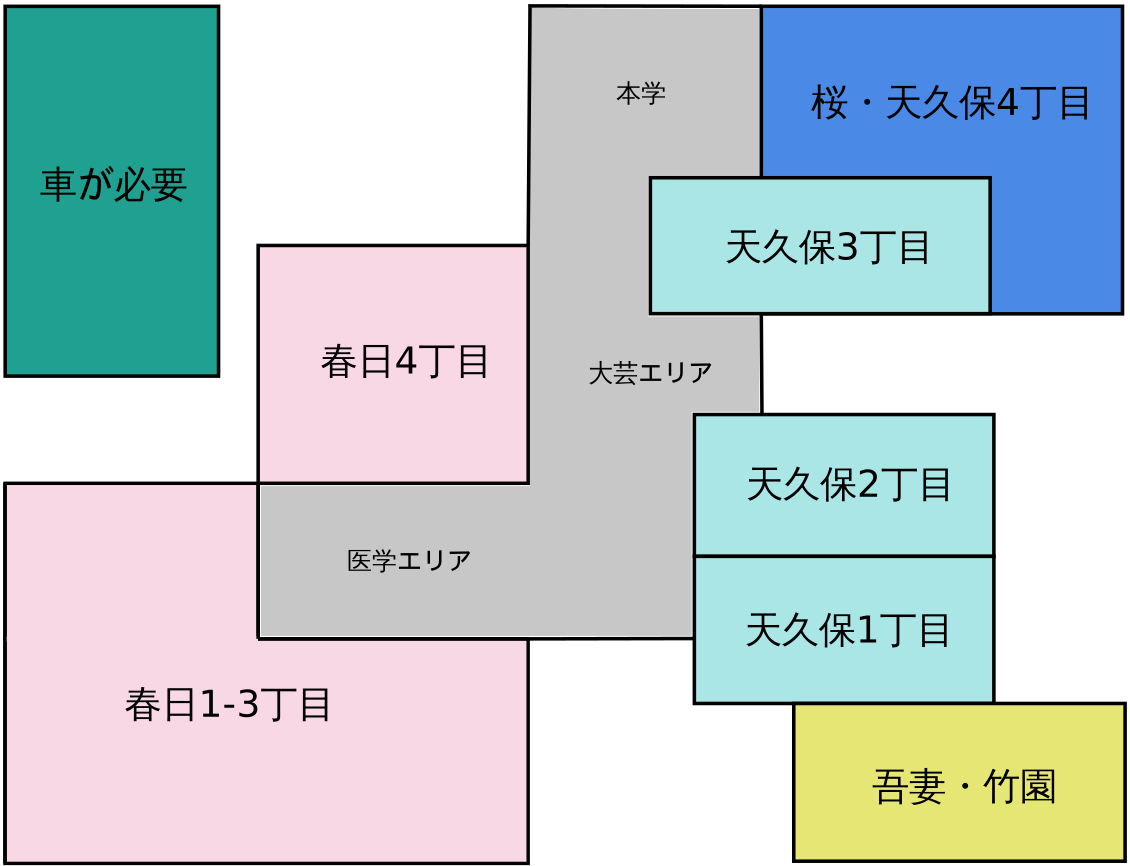 本学
桜・天久保4丁目
車が必要
天久保3丁目
春日4丁目
大芸エリア
天久保2丁目
医学エリア
天久保1丁目
春日1-3丁目
吾妻・竹園